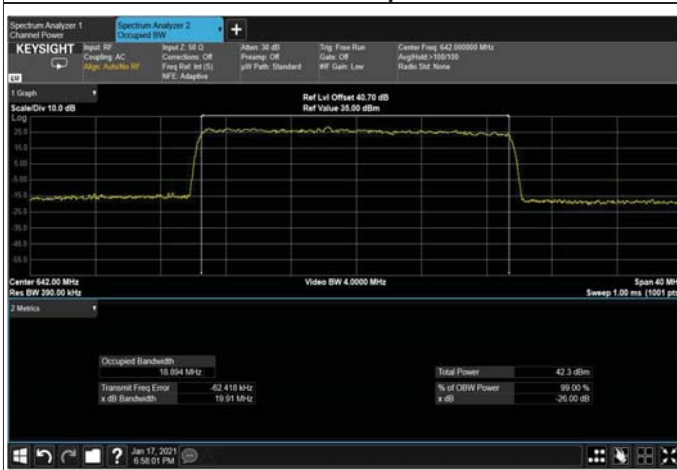 Spectrum Analyzer 1
Channel Power
Spectrum Analyzer 2
Occupied BW
+
KEYSIGHT
Input: RF
Coupling: AC
Align: Auto/No RF
Input Z: 50 Ω
Corrections: Off
Freq Ref: Int (S)
NFE: Adaptive
Atten: 30 dB
Preamp: Off
µW Path: Standard
Trig: Free Run
Gate: Off
#IF Gain: Low
Center Freq: 642.000000 MHz
Avg|Hold:>100/100
Radio Std: None
1 Graph
Scale/Div 10.0 dB
Ref Lvl Offset 40.70 dB
Ref Value 35.00 dBm
Log
25.0
15.0
5.00
-5.00
-15.0
-25.0
-35.0
-45.0
-55.0
Center 642.00 MHz
Res BW 390.00 kHz
Video BW 4.0000 MHz
Span 40 MH
Sweep 1.00 ms (1001 pts
2 Metrics
Occupied Bandwidth
18.894 MHz
Transmit Freq Error -62.418 kHz
x dB Bandwidth 19.91 MHz
Total Power 42.3 dBm
% of OBW Power 99.00 %
x dB -26.00 dB
?
Jan 17, 2021
6:58:01 PM